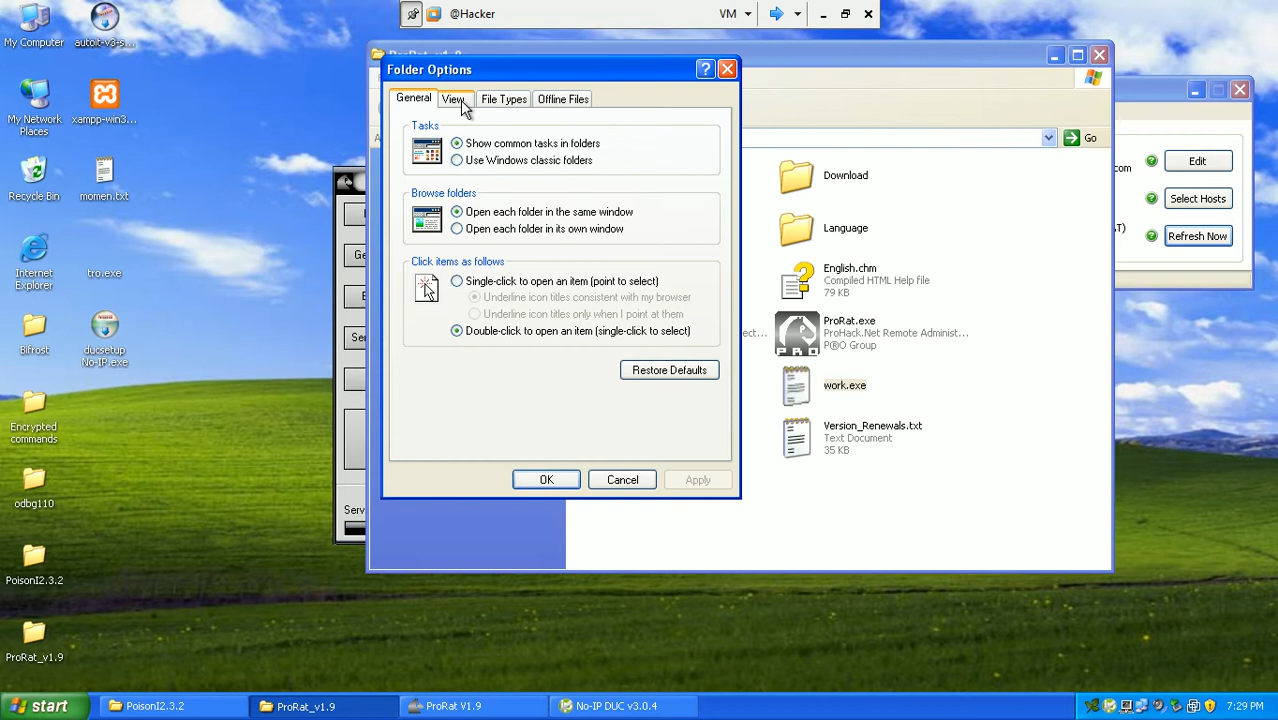 @Hacker
VM
My Computer
autoit-v3-s...
My Network
Places
xampp-win3...
Recycle Bin
momen.txt
Internet
Explorer
tro.exe
Bifrost
ducsetup
No-IP.exe
Encrypted
commands
odbg110
PoisonI2.3.2
ProRat_v1.9
Folder Options
General
View
File Types
Offline Files
Tasks
Show common tasks in folders
Use Windows classic folders
Browse folders
Open each folder in the same window
Open each folder in its own window
Click items as follows
Single-click to open an item (point to select)
Underline icon titles consistent with my browser
Underline icon titles only when I point at them
Double-click to open an item (single-click to select)
Restore Defaults
OK
Cancel
Apply
Go
Download
Language
English.chm
Compiled HTML Help file
79 KB
ProRat.exe
ProHack.Net Remote Administ...
P®O Group
PRO
work.exe
Version_Renewals.txt
Text Document
35 KB
Edit
Select Hosts
Refresh Now
start
PoisonI2.3.2
ProRat_v1.9
ProRat V1.9
No-IP DUC v3.0.4
7:29 PM